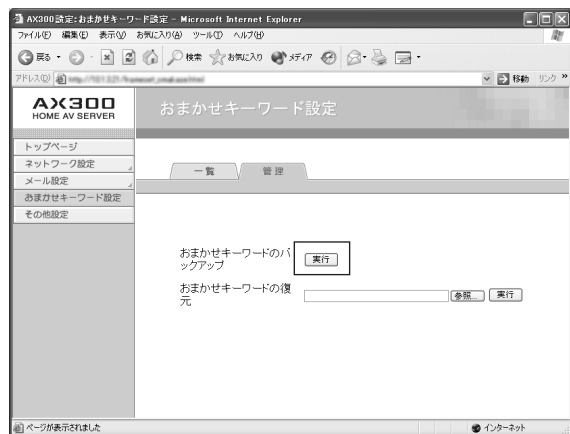 AX300設定:おまかせキーワード設定 - Microsoft Internet Explorer
ファイル(F) 編集(E) 表示(V) お気に入り(A) ツール(T) ヘルプ(H)
戻る 検索 お気に入り メディア
アドレス(D) 移動 リンク »
AX300
HOME AV SERVER
おまかせキーワード設定
トップページ
ネットワーク設定
メール設定
おまかせキーワード設定
その他設定
一覧 管理
おまかせキーワードのバ
ックアップ
実行
おまかせキーワードの復
元
参照... 実行
ページが表示されました インターネット